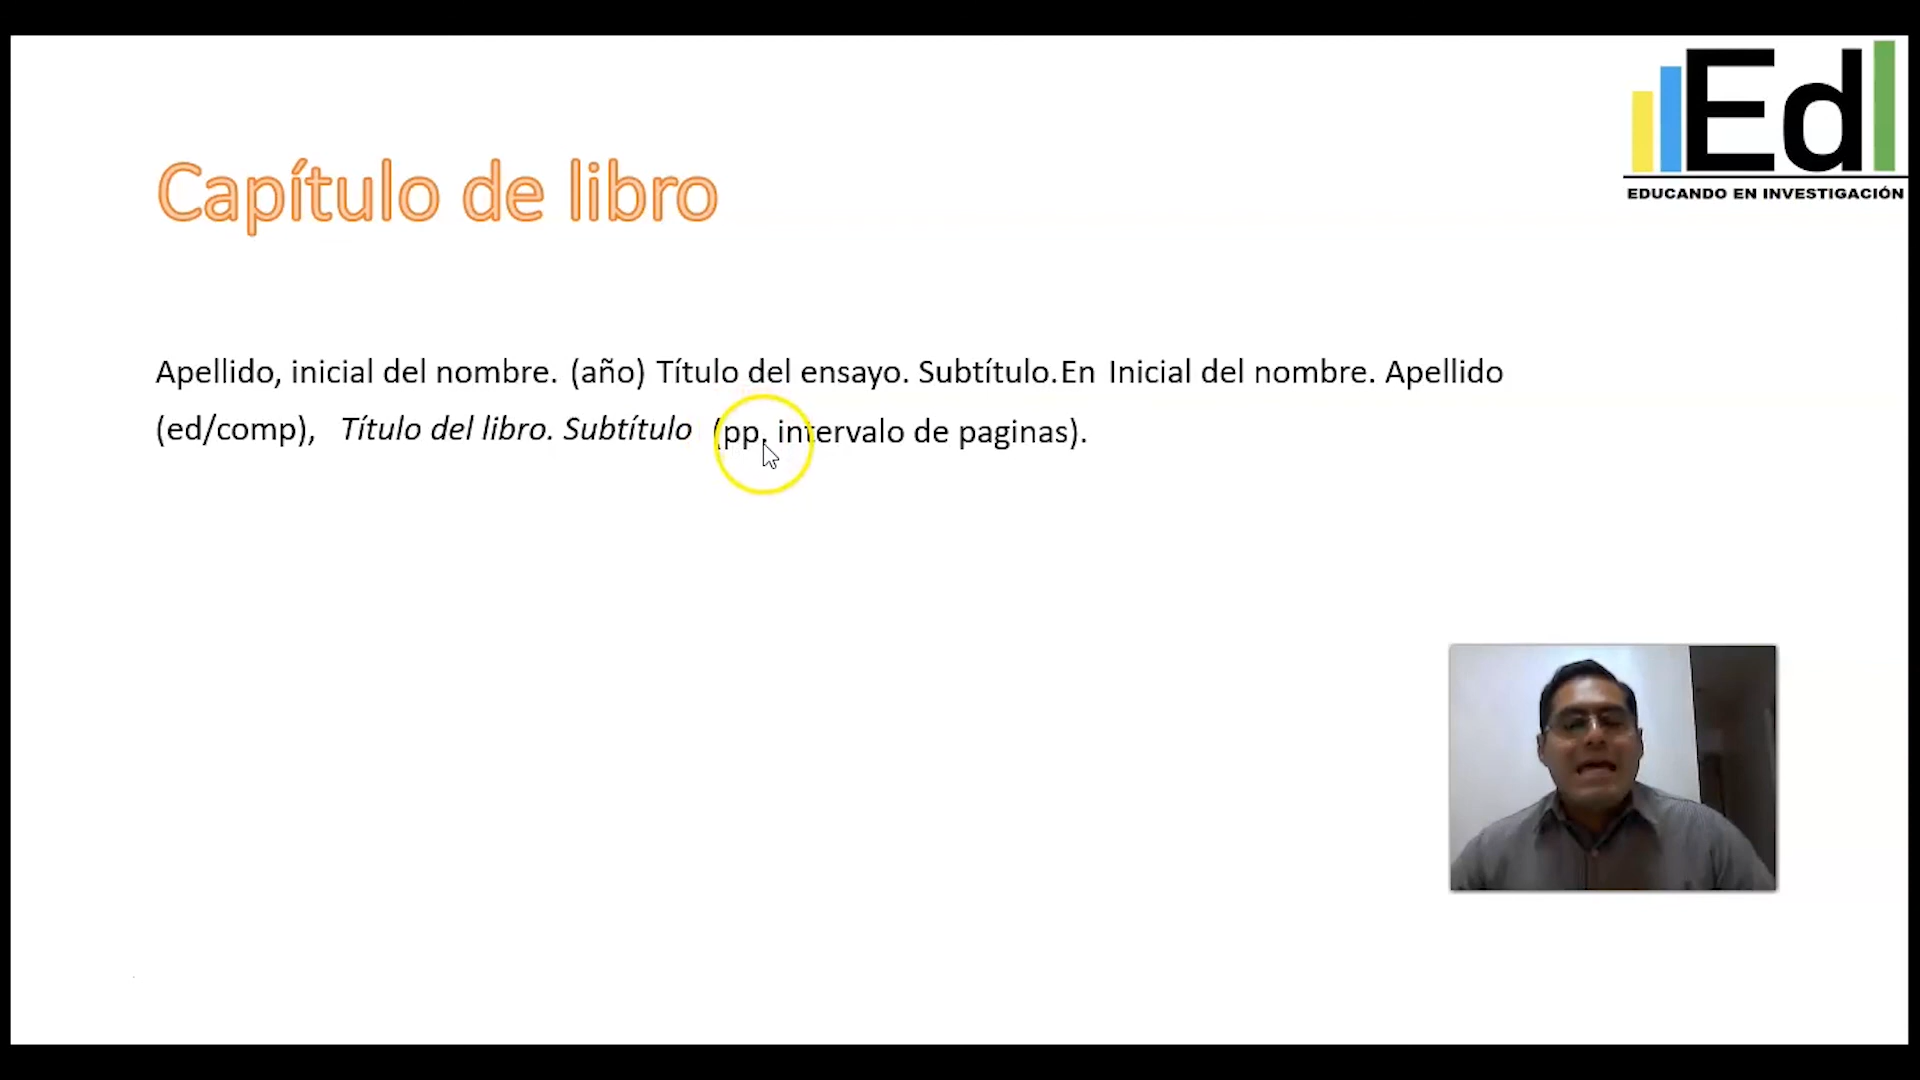 EdI
EDUCANDO EN INVESTIGACIÓN
Capítulo de libro
Apellido, inicial del nombre. (año) Título del ensayo. Subtítulo.En Inicial del nombre. Apellido
(ed/comp), Título del libro. Subtítulo (pp. intervalo de paginas).